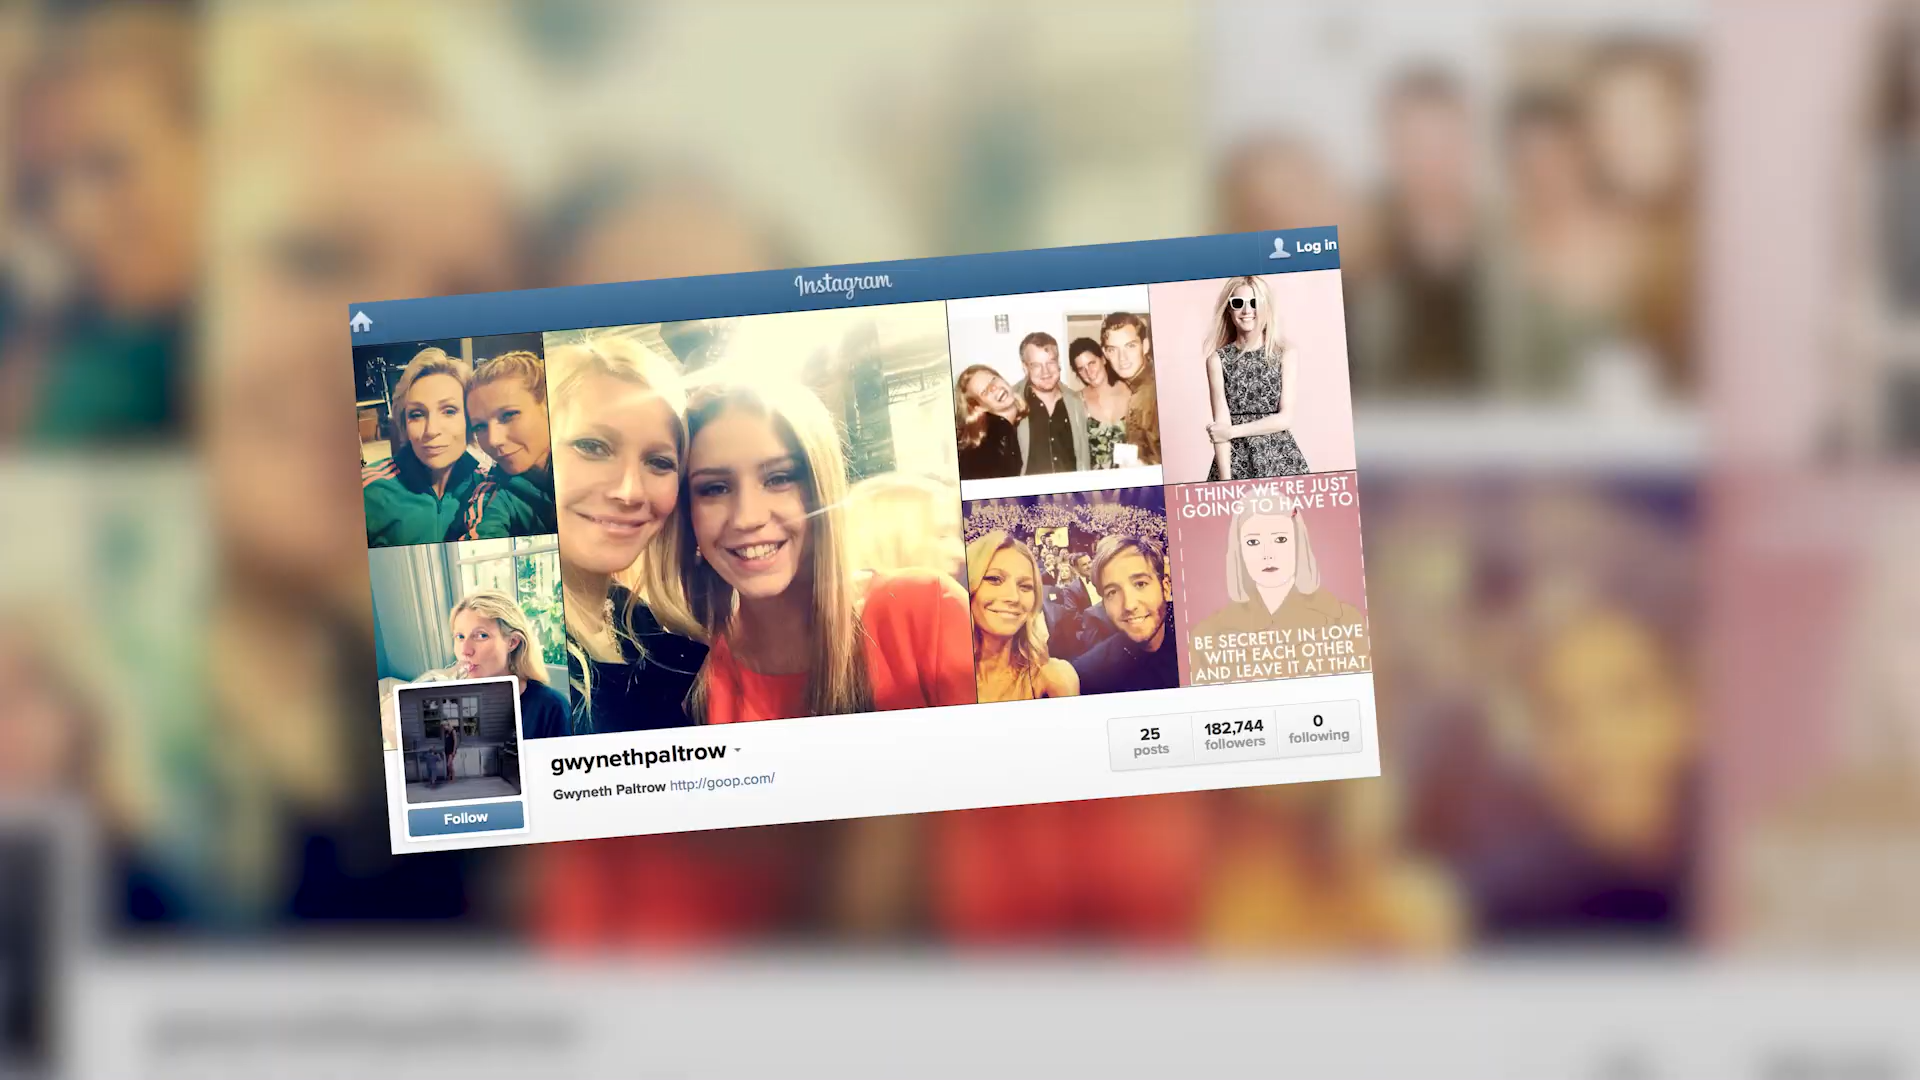 Instagram
Log in
I THINK WE'RE JUST
GOING TO HAVE TO
BE SECRETLY IN LOVE
WITH EACH OTHER
AND LEAVE IT AT THAT
gwynethpaltrow
Gwyneth Paltrow http://goop.com/
Follow
25
posts
182,744
followers
0
following